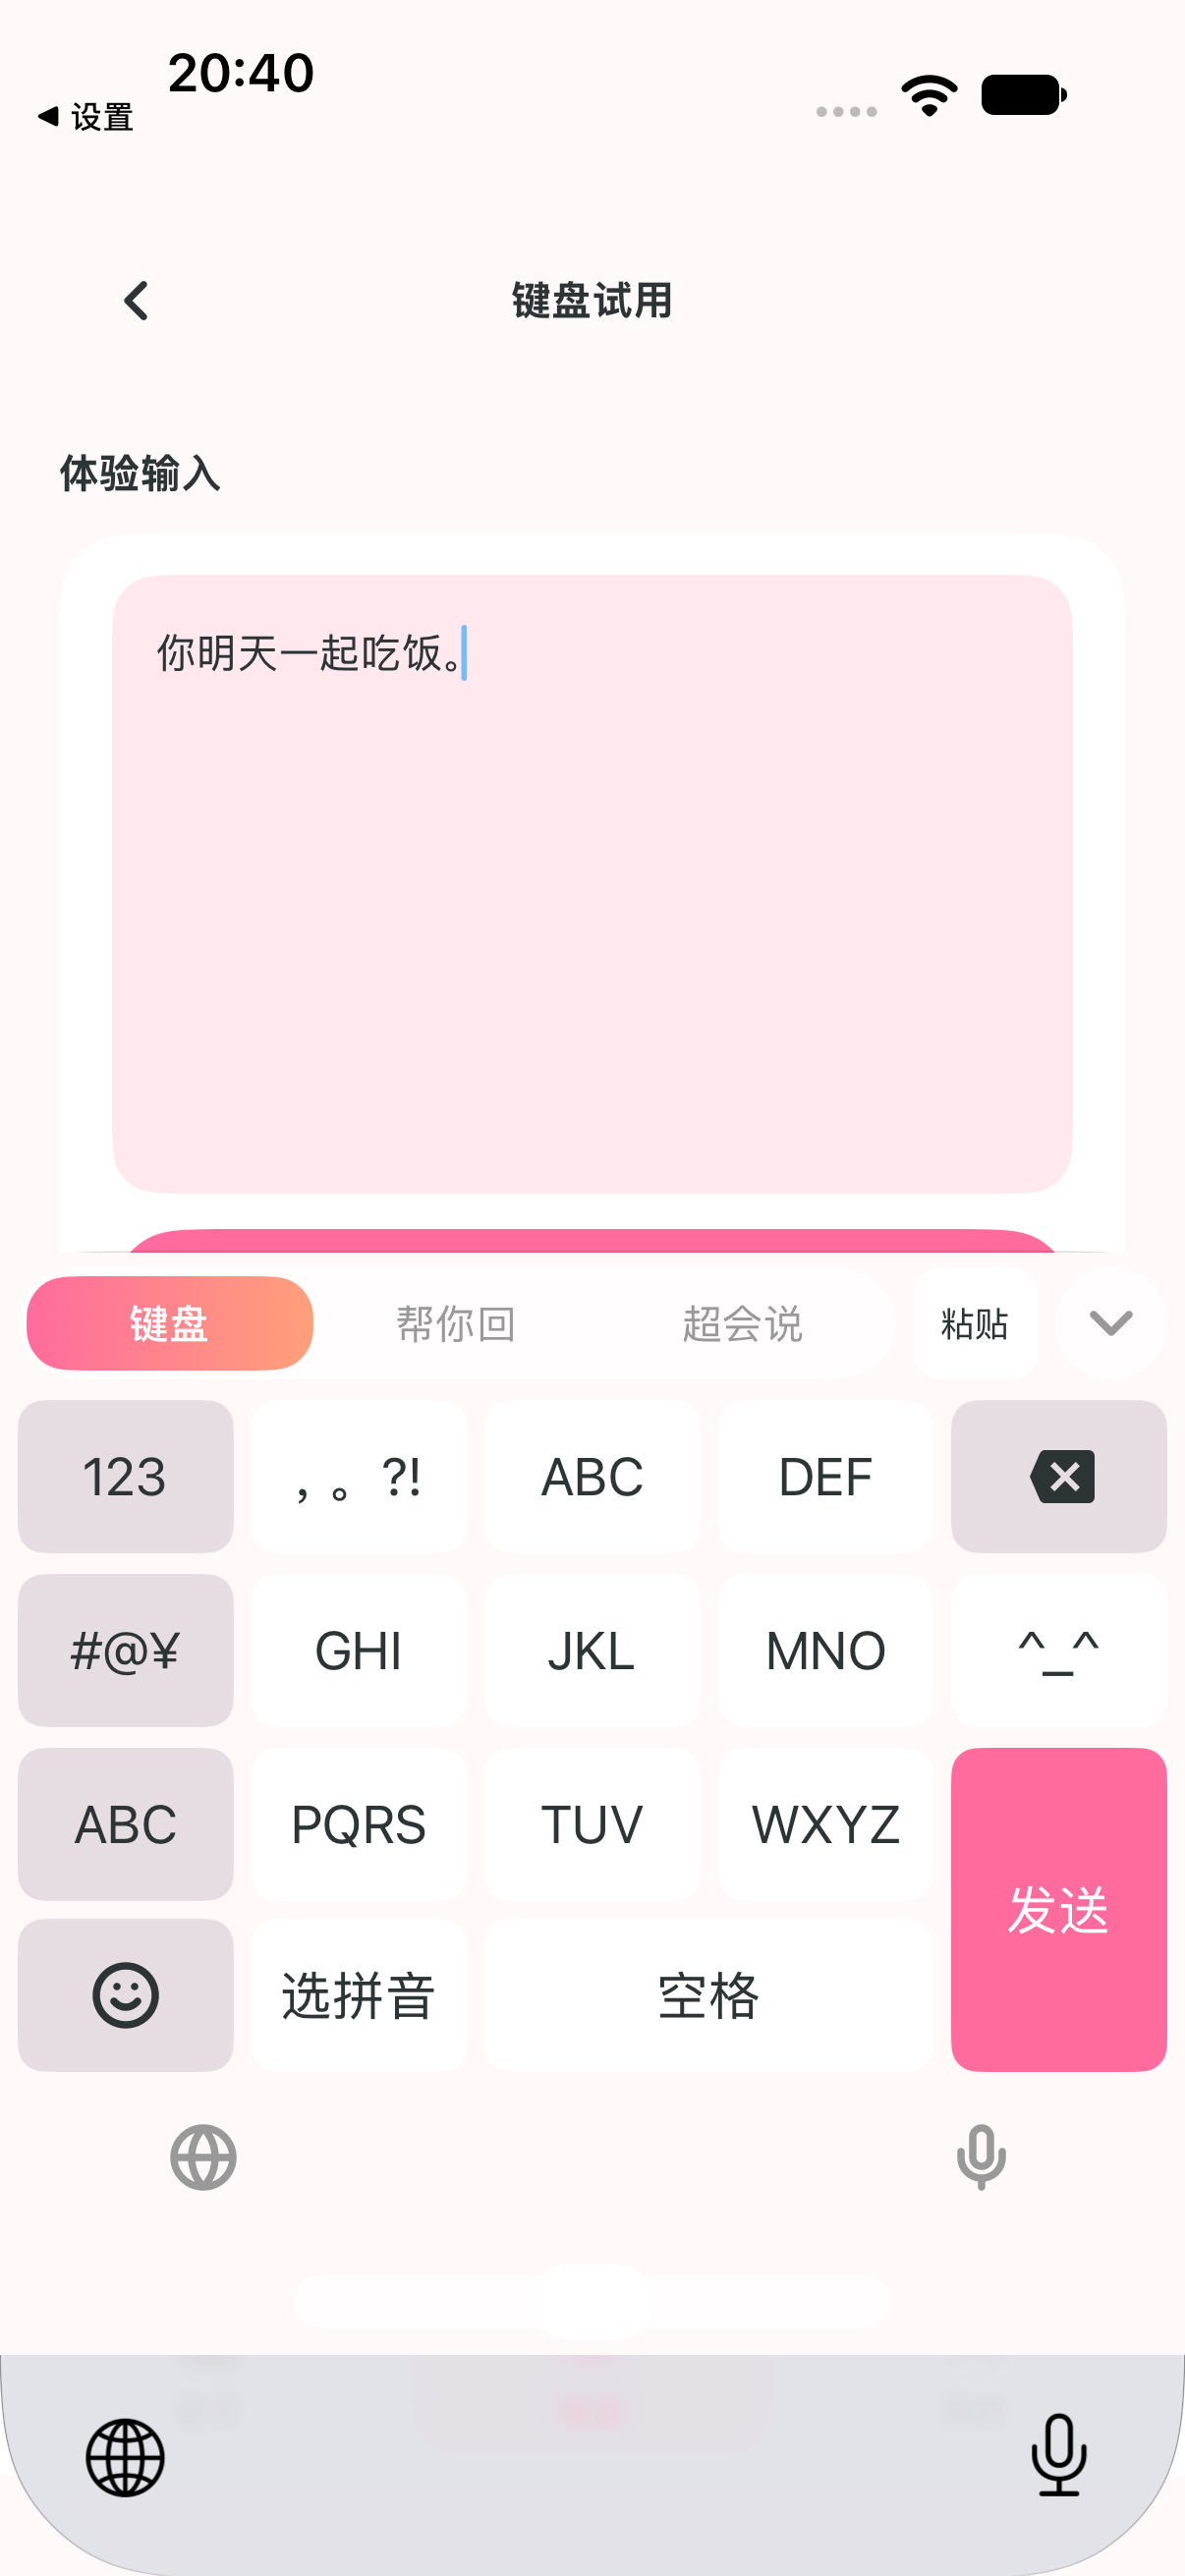 20:40
设置
键盘试用
体验输入
你明天一起吃饭。
键盘 帮你回 超会说 粘贴
123 ，。?! ABC DEF
#@¥ GHI JKL MNO ^_^
ABC PQRS TUV WXYZ
发送
选拼音 空格